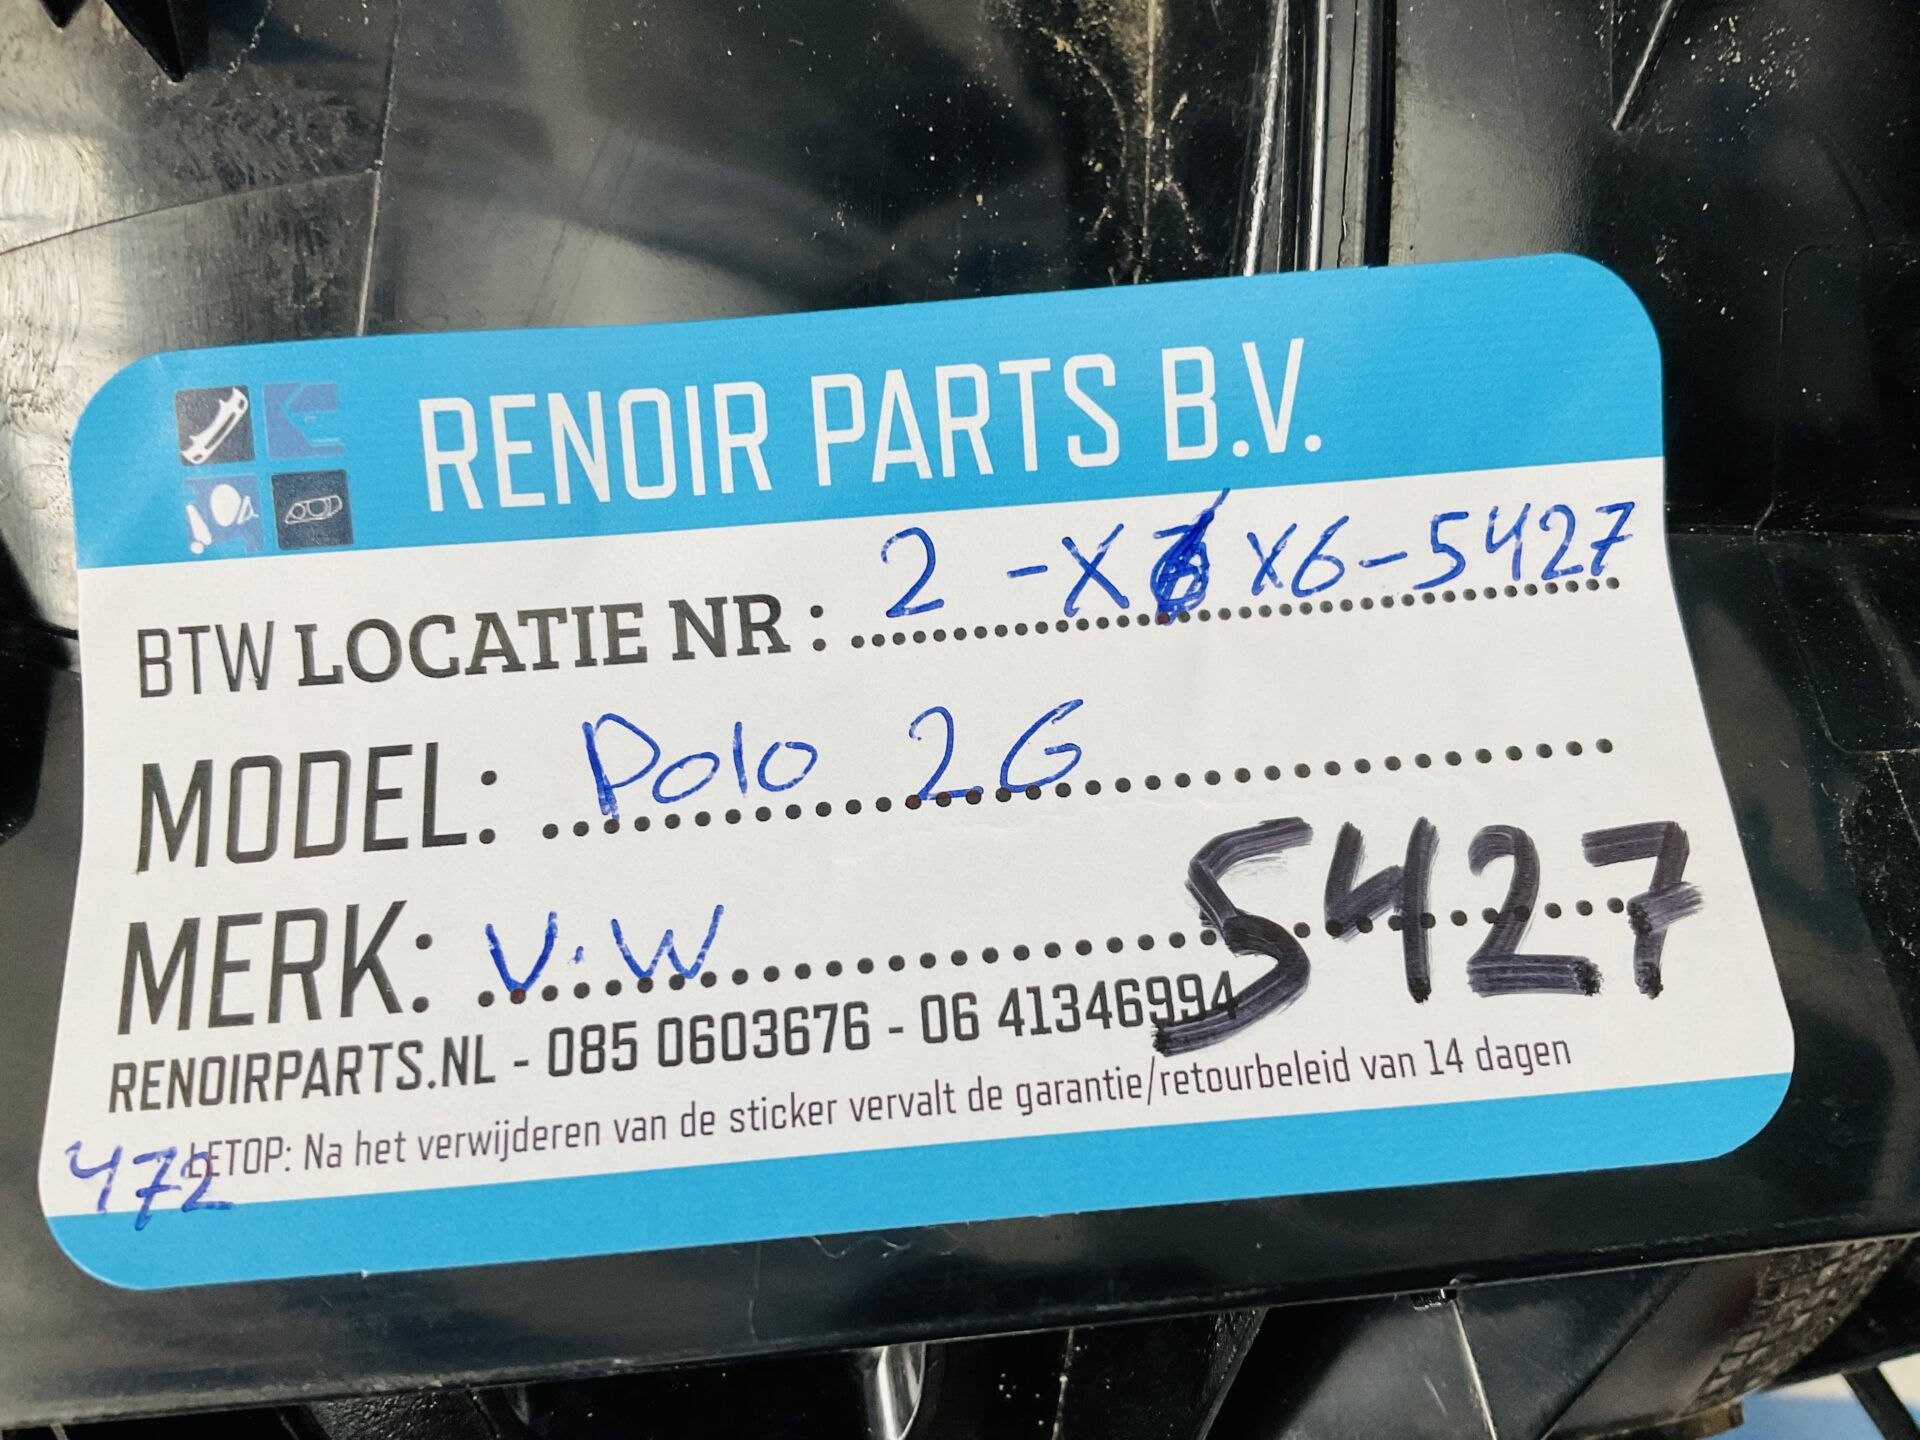 RENOIR PARTS B.V.
BTW LOCATIE NR: 2 -X X6-5427
MODEL: Polo 2G
MERK: V.W
5427
RENOIRPARTS.NL - 085 0603676 - 06 41346994
LETOP: Na het verwijderen van de sticker vervalt de garantie/retourbeleid van 14 dagen
472